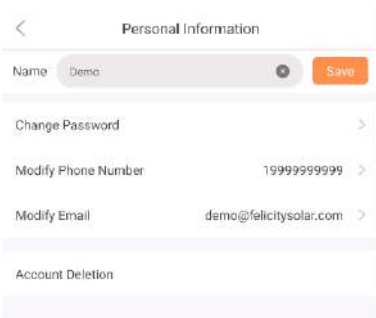 Personal Information
Name Demo Save
Change Password
Modify Phone Number 19999999999
Modify Email demo@felicitysolar.com
Account Deletion